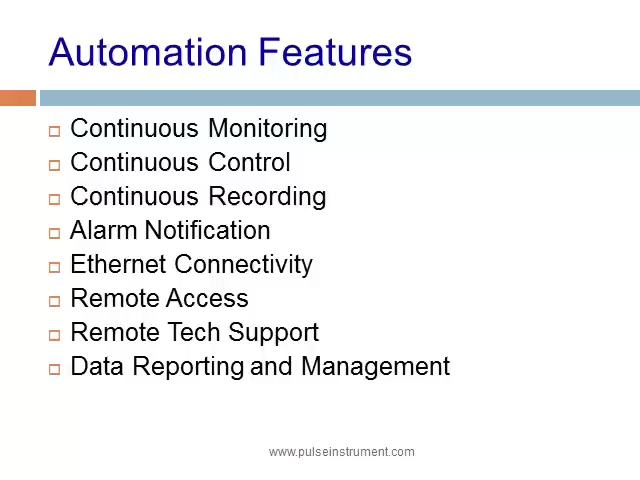 Automation Features
Continuous Monitoring
Continuous Control
Continuous Recording
Alarm Notification
Ethernet Connectivity
Remote Access
Remote Tech Support
Data Reporting and Management
www.pulseinstrument.com